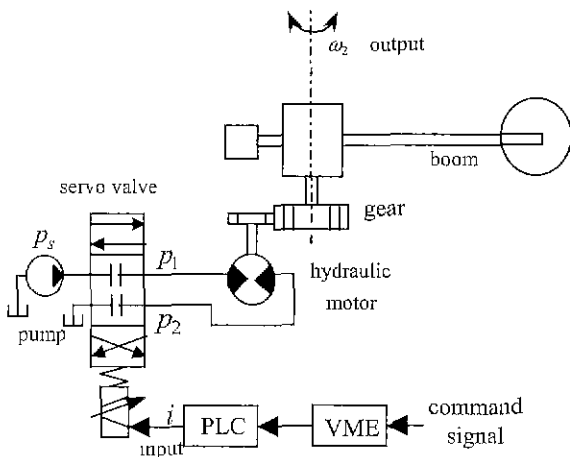 ω₂ output
boom
servo valve
gear
pₛ
p₁
hydraulic
motor
pump
p₂
i
input
PLC
VME
command
signal